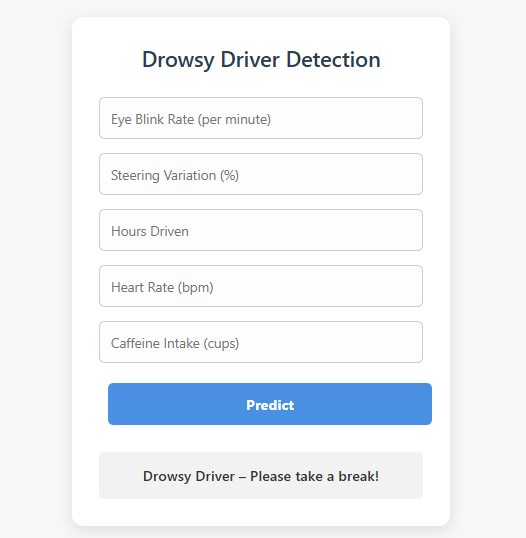 Drowsy Driver Detection
Eye Blink Rate (per minute)
Steering Variation (%)
Hours Driven
Heart Rate (bpm)
Caffeine Intake (cups)
Predict
Drowsy Driver – Please take a break!